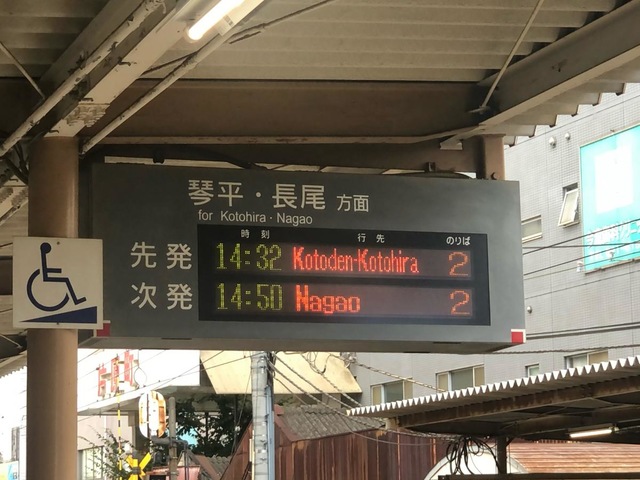 琴平・長尾 方面
for Kotohira・Nagao
時刻 行先 のりば
先発 14:32 Kotoden-Kotohira 2
次発 14:50 Nagao 2